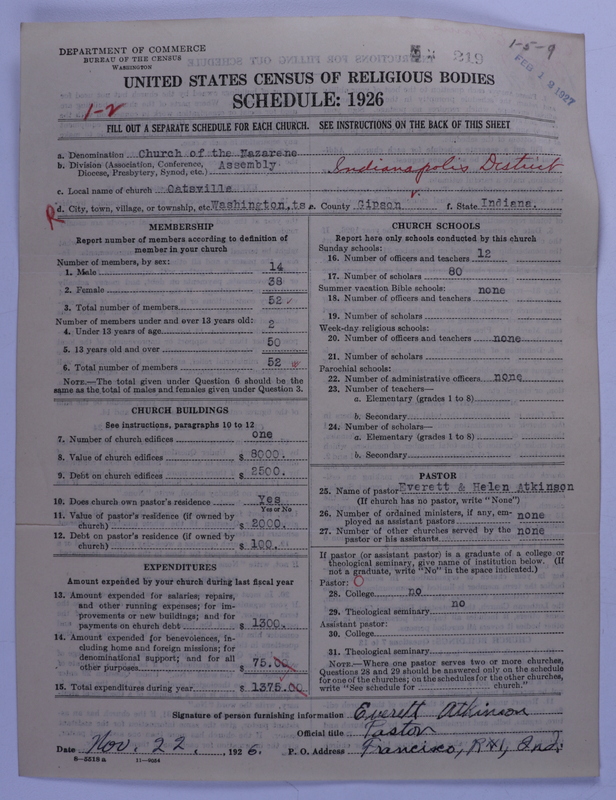 DEPARTMENT OF COMMERCE
BUREAU OF THE CENSUS
WASHINGTON
219
1-5-9
FEB 12 1927
UNITED STATES CENSUS OF RELIGIOUS BODIES
SCHEDULE: 1926
1-2
FILL OUT A SEPARATE SCHEDULE FOR EACH CHURCH. SEE INSTRUCTIONS ON THE BACK OF THIS SHEET
a. Denomination Church of the Nazarene
b. Division (Association, Conference, Diocese, Presbytery, Synod, etc.) Assembly Indianapolis District
c. Local name of church Oatsville
R d. City, town, village, or township, etc. Washington,ts e. County Gipson f. State Indiana.
MEMBERSHIP
Report number of members according to definition of
member in your church
Number of members, by sex:
1. Male 14
2. Female 38
3. Total number of members 52 ✓
Number of members under and over 13 years old:
4. Under 13 years of age 2
5. 13 years old and over 50
6. Total number of members 52
NOTE.—The total given under Question 6 should be the
same as the total of males and females given under Question 3.
CHURCH BUILDINGS
See instructions, paragraphs 10 to 12
7. Number of church edifices one
8. Value of church edifices $ 8000.
9. Debt on church edifices $ 2500.
10. Does church own pastor's residence Yes
Yes or No
11. Value of pastor's residence (if owned by
church) $ 2000.
12. Debt on pastor's residence (if owned by
church) $ 100.
EXPENDITURES
Amount expended by your church during last fiscal year
13. Amount expended for salaries, repairs,
and other running expenses; for im-
provements or new buildings; and for
payments on church debt $ 1300.
14. Amount expended for benevolences, in-
cluding home and foreign missions; for
denominational support; and for all
other purposes $ 75.00
15. Total expenditures during year $ 1375.00
CHURCH SCHOOLS
Report here only schools conducted by this church
Sunday schools:
16. Number of officers and teachers 12
17. Number of scholars 80
Summer vacation Bible schools: none
18. Number of officers and teachers
19. Number of scholars
Week-day religious schools:
20. Number of officers and teachers none
21. Number of scholars
Parochial schools:
22. Number of administrative officers none
23. Number of teachers—
a. Elementary (grades 1 to 8)
b. Secondary
24. Number of scholars—
a. Elementary (grades 1 to 8)
b. Secondary
PASTOR
25. Name of pastor Everett & Helen Atkinson
(If church has no pastor, write "None")
26. Number of ordained ministers, if any, em-
ployed as assistant pastors none
27. Number of other churches served by the
pastor or his assistants none
If pastor (or assistant pastor) is a graduate of a college or
theological seminary, give name of institution below. (If
not a graduate, write "No" in the space indicated.)
Pastor: O
28. College no
29. Theological seminary no
Assistant pastor:
30. College
31. Theological seminary
NOTE.—Where one pastor serves two or more churches,
Questions 28 and 29 should be answered only on the schedule
for one of the churches; on the schedules for the other churches,
write "See schedule for church."
Signature of person furnishing information Everett Atkinson
Official title Pastor
Date Nov. 22, 1926. P. O. Address Francisco, R#1, Ind.
8—5518 a 11—9054